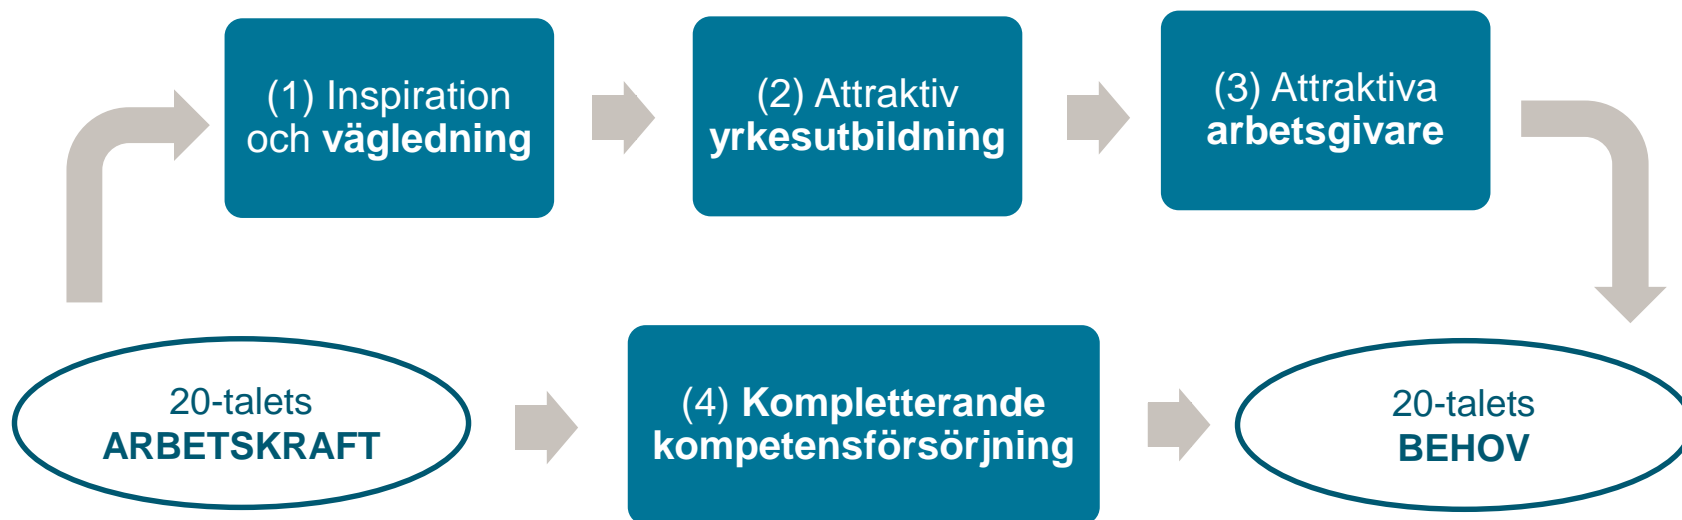 (1) Inspiration
och vägledning
(2) Attraktiv
yrkesutbildning
(3) Attraktiva
arbetsgivare
20-talets
ARBETSKRAFT
(4) Kompletterande
kompetensförsörjning
20-talets
BEHOV